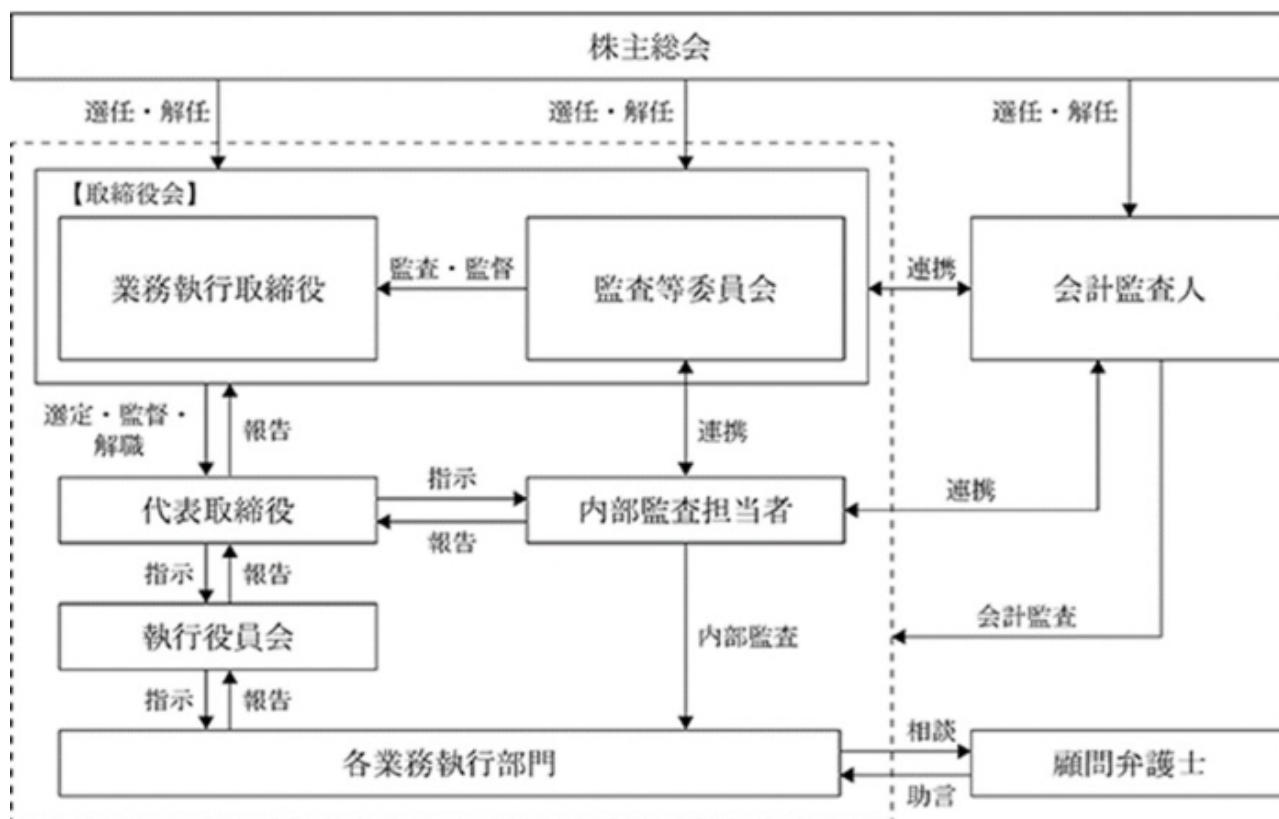 株主総会
選任・解任
選任・解任
選任・解任
【取締役会】
業務執行取締役
監査・監督
監査等委員会
連携
会計監査人
選定・監督・
解職
報告
連携
代表取締役
指示
報告
内部監査担当者
連携
指示
報告
執行役員会
内部監査
会計監査
指示
報告
各業務執行部門
相談
助言
顧問弁護士